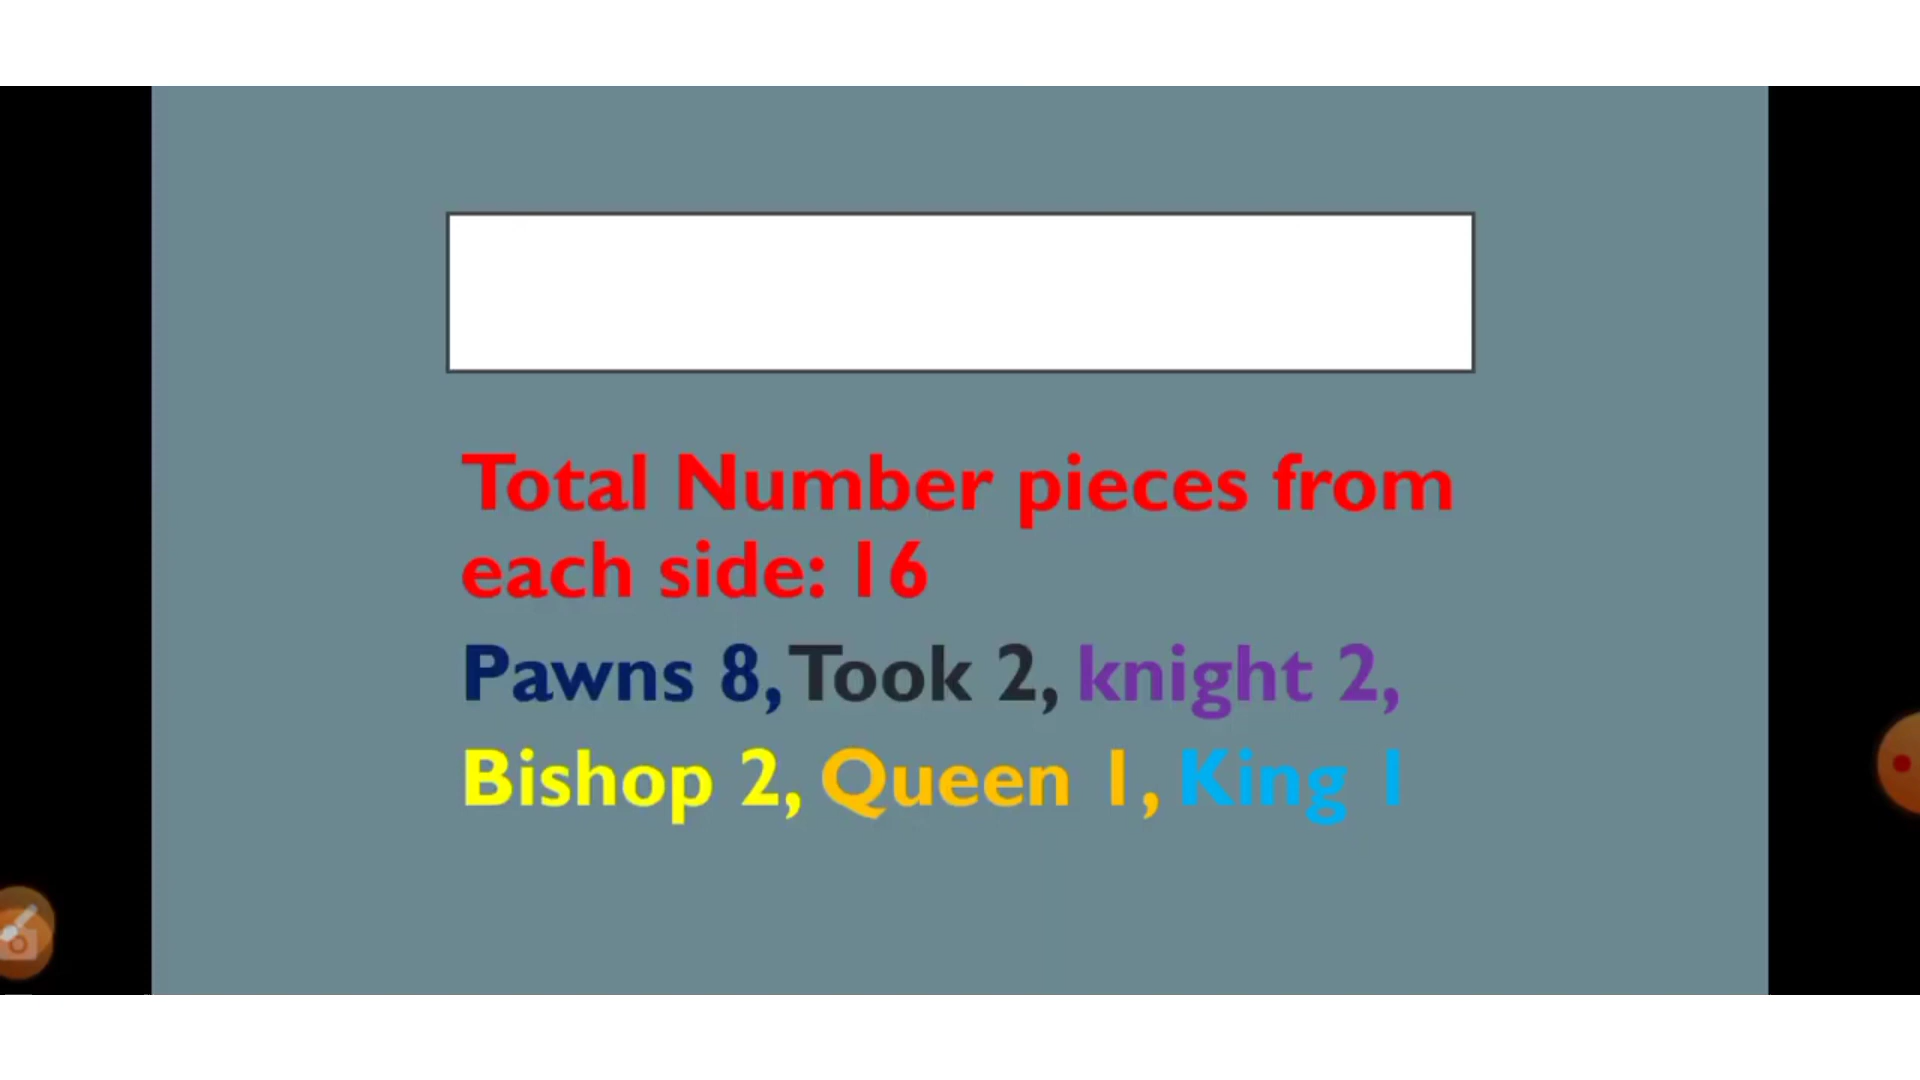 Total Number pieces from
each side: 16
Pawns 8, Took 2, knight 2,
Bishop 2, Queen 1, King 1